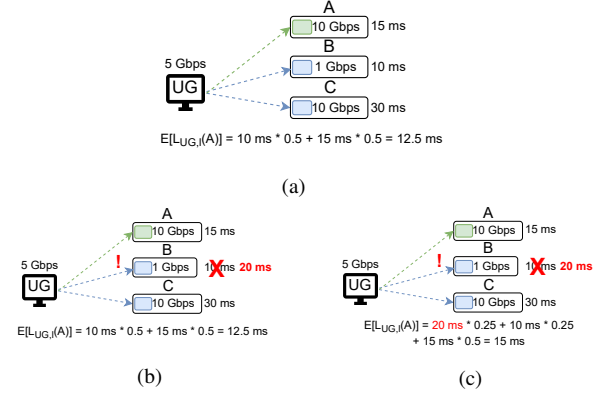 A
10 Gbps 15 ms
B
5 Gbps
1 Gbps 10 ms
UG
C
10 Gbps 30 ms
E[L_UG,I(A)] = 10 ms * 0.5 + 15 ms * 0.5 = 12.5 ms
(a)
A
10 Gbps 15 ms
B
5 Gbps
! 1 Gbps 10 ms X 20 ms
UG
C
10 Gbps 30 ms
E[L_UG,I(A)] = 10 ms * 0.5 + 15 ms * 0.5 = 12.5 ms
(b)
A
10 Gbps 15 ms
B
5 Gbps
! 1 Gbps 10 ms X 20 ms
UG
C
10 Gbps 30 ms
E[L_UG,I(A)] = 20 ms * 0.25 + 10 ms * 0.25
+ 15 ms * 0.5 = 15 ms
(c)